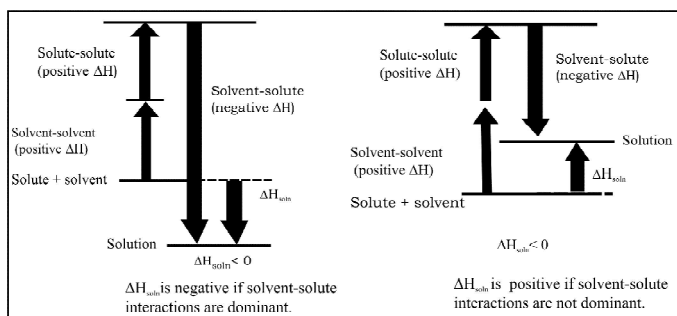 Solute-solute
(positive ΔH)
Solvent-solute
(negative ΔH)
Solvent-solvent
(positive ΔH)
Solute + solvent
ΔHsoln
Solution
ΔHsoln< 0
ΔHsoln is negative if solvent-solute
interactions are dominant.
Solute-solute
(positive ΔH)
Solvent-solute
(negative ΔH)
Solution
Solvent-solvent
(positive ΔH)
ΔHsoln
Solute + solvent
ΔHsoln< 0
ΔHsoln is positive if solvent-solute
interactions are not dominant.